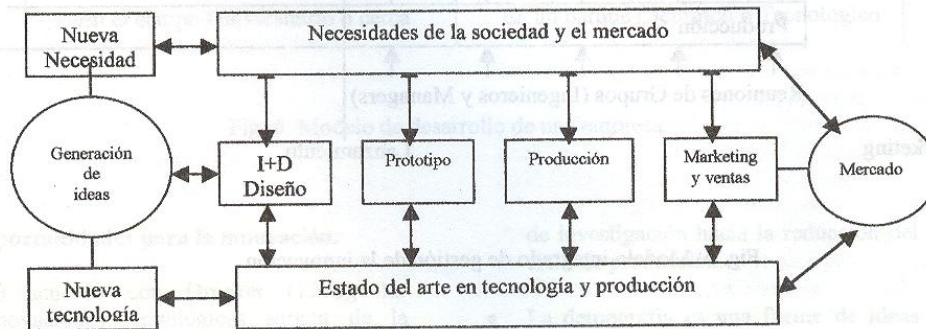 Nueva
Necesidad
Necesidades de la sociedad y el mercado
Generación
de
ideas
I+D
Diseño
Prototipo
Producción
Marketing
y ventas
Mercado
Nueva
tecnología
Estado del arte en tecnología y producción